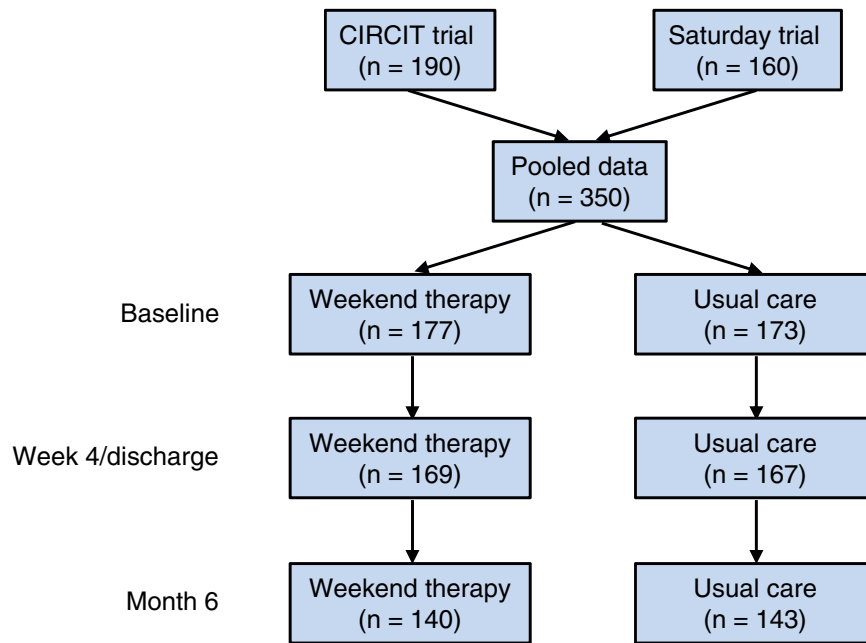 CIRCIT trial
(n = 190)
Saturday trial
(n = 160)
Pooled data
(n = 350)
Baseline
Weekend therapy
(n = 177)
Usual care
(n = 173)
Week 4/discharge
Weekend therapy
(n = 169)
Usual care
(n = 167)
Month 6
Weekend therapy
(n = 140)
Usual care
(n = 143)